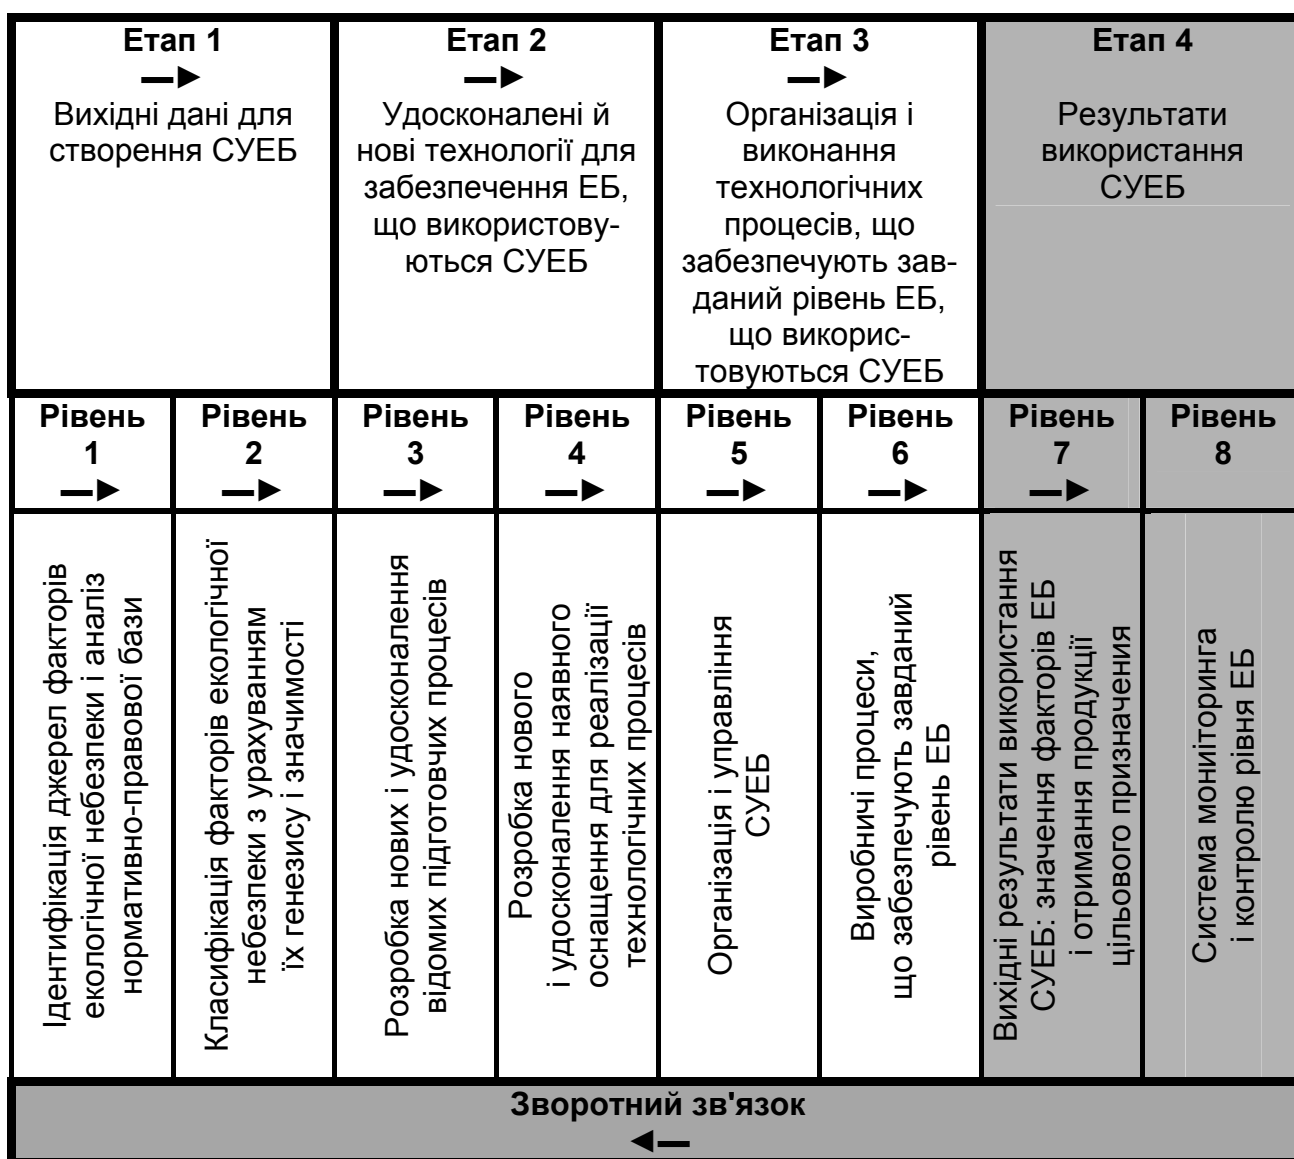 Етап 1
Вихідні дані для
створення СУЕБ
Етап 2
Удосконалені й
нові технології для
забезпечення ЕБ,
що використову-
ються СУЕБ
Етап 3
Організація і
виконання
технологічних
процесів, що
забезпечують зав-
даний рівень ЕБ,
що викорис-
товуються СУЕБ
Етап 4
Результати
використання
СУЕБ
Рівень
1
Рівень
2
Рівень
3
Рівень
4
Рівень
5
Рівень
6
Рівень
7
Рівень
8
Ідентифікація джерел факторів
екологічної небезпеки і аналіз
нормативно-правової бази
Класифікація факторів екологічної
небезпеки з урахуванням
їх генезису і значимості
Розробка нових і удосконалення
відомих підготовчих процесів
Розробка нового
і удосконалення наявного
оснащення для реалізації
технологічних процесів
Організація і управління
СУЕБ
Виробничі процеси,
що забезпечують завданий
рівень ЕБ
Вихідні результати використання
СУЕБ: значення факторів ЕБ
і отримання продукції
цільового призначення
Система мониторинга
і контролю рівня ЕБ
Зворотний зв'язок